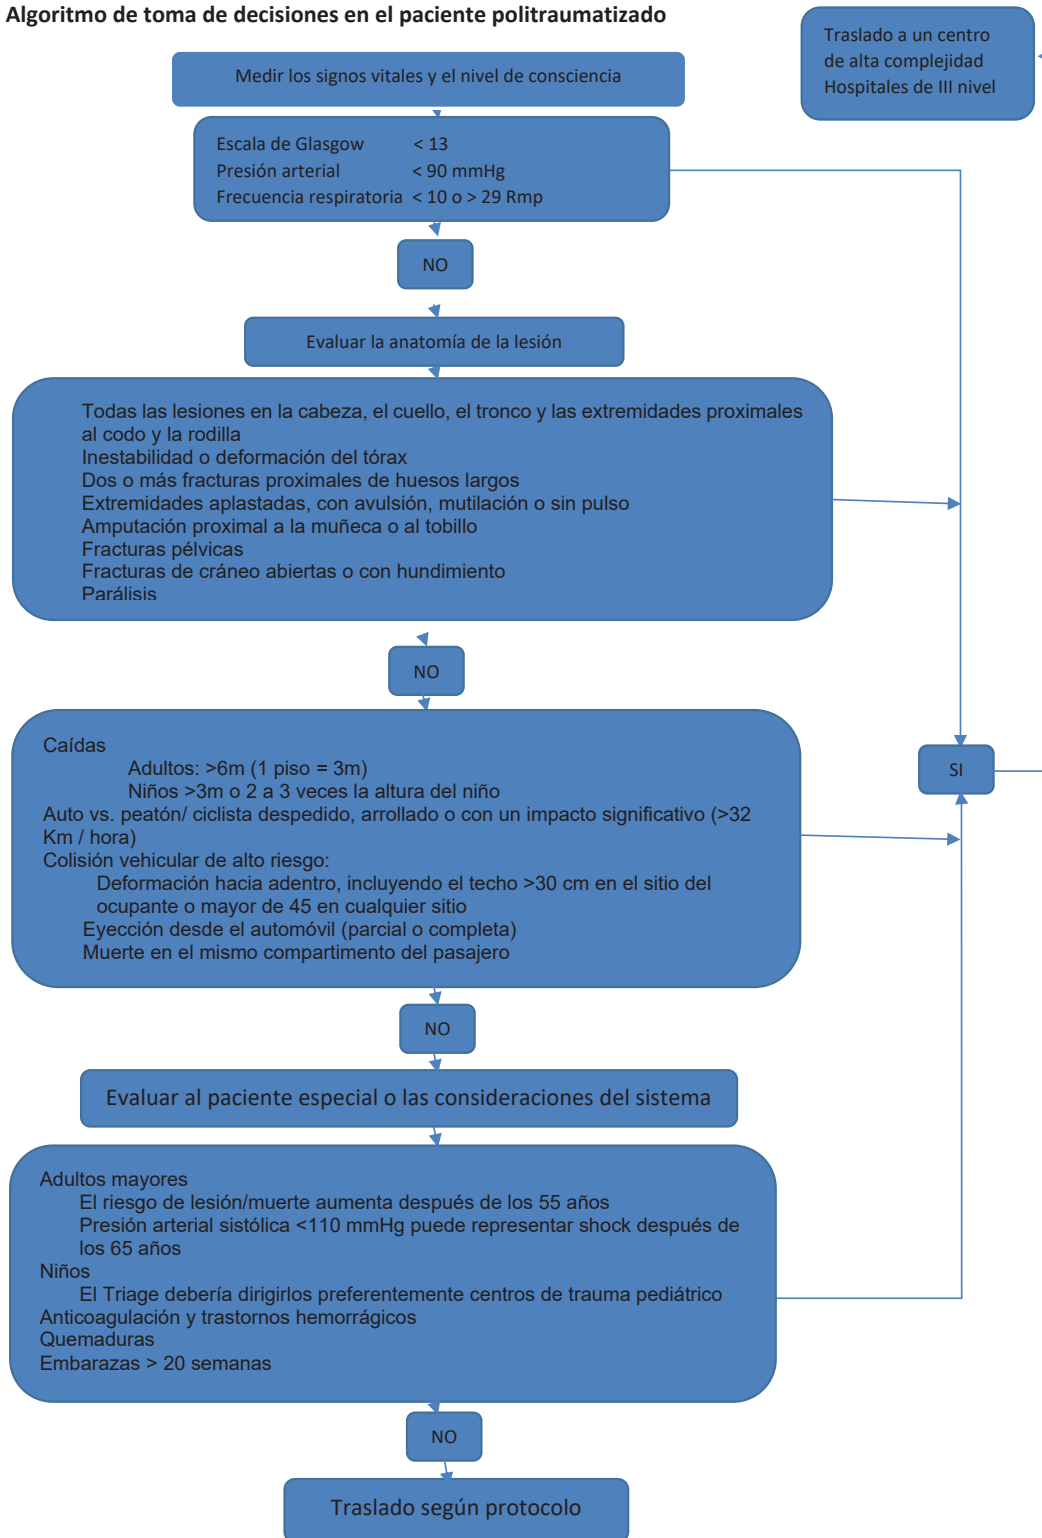 Algoritmo de toma de decisiones en el paciente politraumatizado
Traslado a un centro
de alta complejidad
Hospitales de III nivel
Medir los signos vitales y el nivel de consciencia
Escala de Glasgow < 13
Presión arterial < 90 mmHg
Frecuencia respiratoria < 10 o > 29 Rmp
NO
Evaluar la anatomía de la lesión
Todas las lesiones en la cabeza, el cuello, el tronco y las extremidades proximales
al codo y la rodilla
Inestabilidad o deformación del tórax
Dos o más fracturas proximales de huesos largos
Extremidades aplastadas, con avulsión, mutilación o sin pulso
Amputación proximal a la muñeca o al tobillo
Fracturas pélvicas
Fracturas de cráneo abiertas o con hundimiento
Parálisis
NO
Caídas
Adultos: >6m (1 piso = 3m)
Niños >3m o 2 a 3 veces la altura del niño
Auto vs. peatón/ ciclista despedido, arrollado o con un impacto significativo (>32
Km / hora)
Colisión vehicular de alto riesgo:
Deformación hacia adentro, incluyendo el techo >30 cm en el sitio del
ocupante o mayor de 45 en cualquier sitio
Eyección desde el automóvil (parcial o completa)
Muerte en el mismo compartimento del pasajero
SI
NO
Evaluar al paciente especial o las consideraciones del sistema
Adultos mayores
El riesgo de lesión/muerte aumenta después de los 55 años
Presión arterial sistólica <110 mmHg puede representar shock después de
los 65 años
Niños
El Triage debería dirigirlos preferentemente centros de trauma pediátrico
Anticoagulación y trastornos hemorrágicos
Quemaduras
Embarazas > 20 semanas
NO
Traslado según protocolo